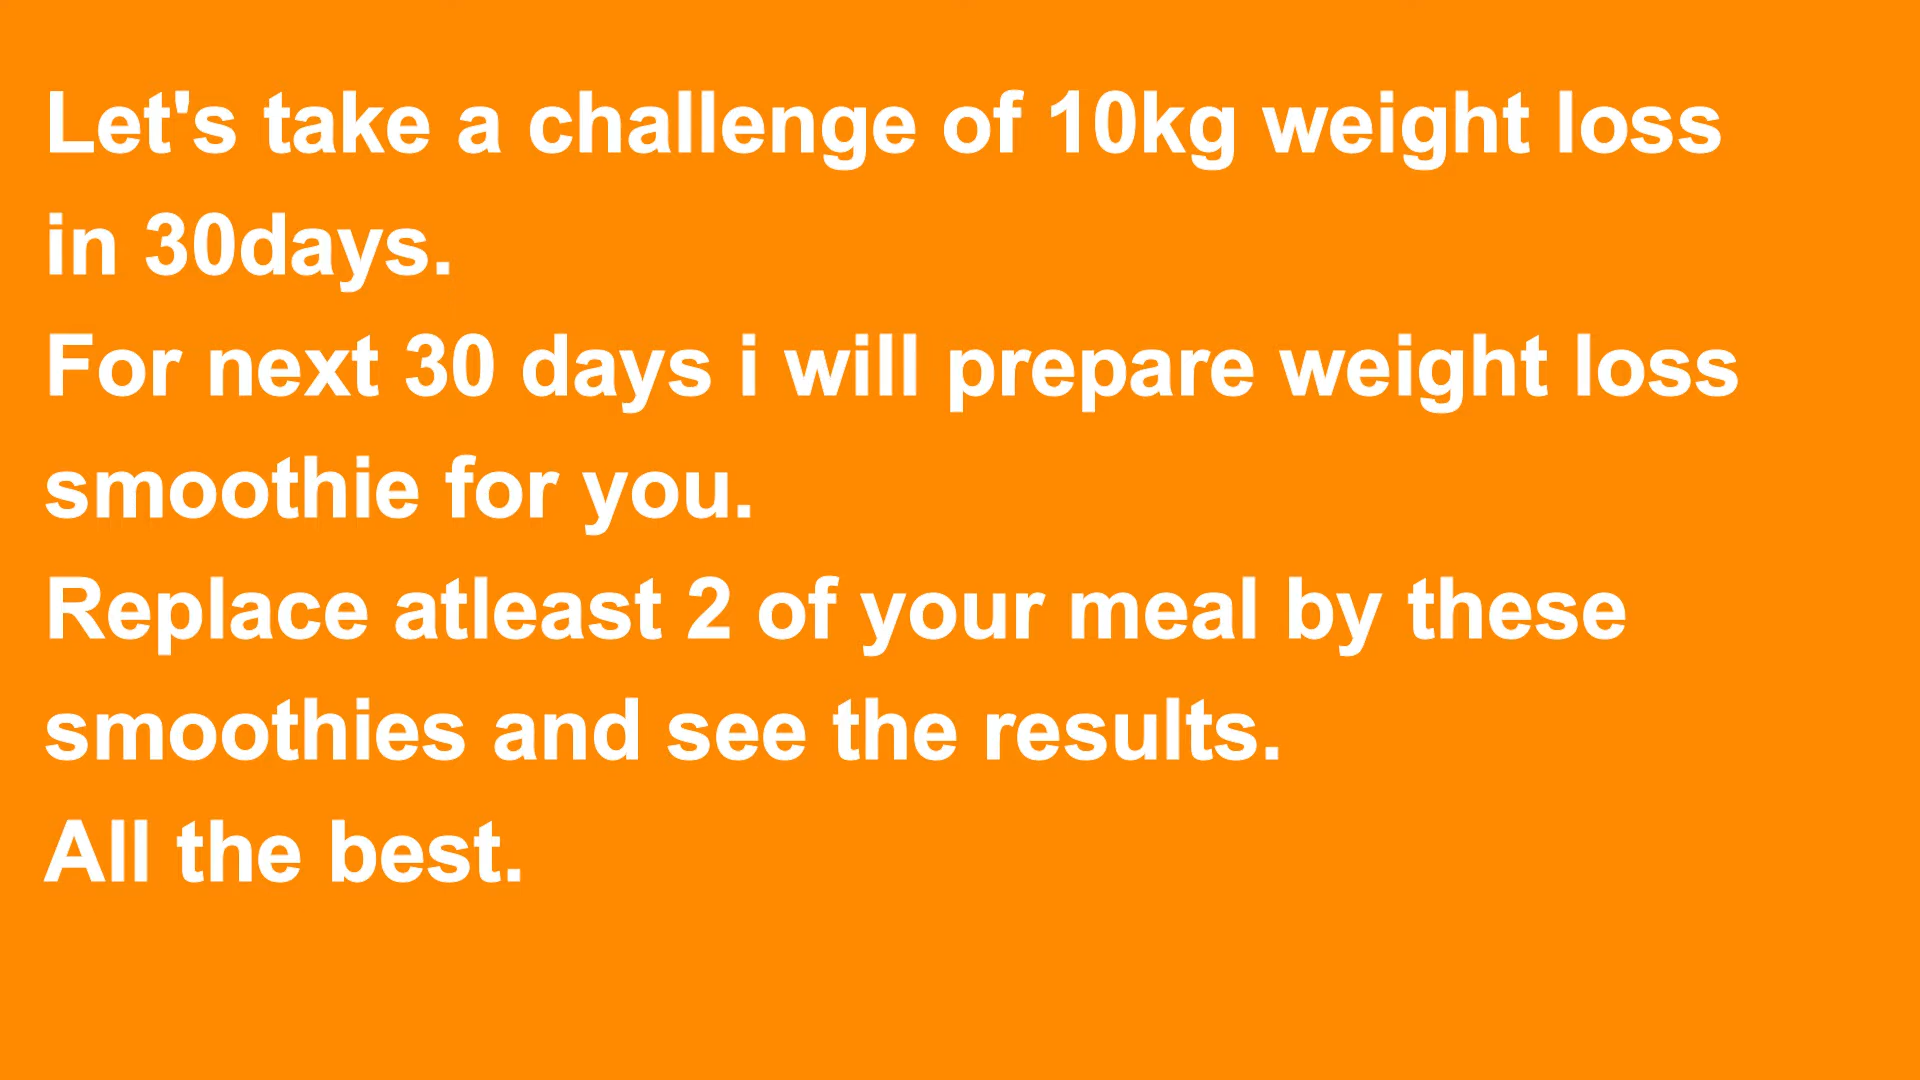 Let's take a challenge of 10kg weight loss
in 30days.
For next 30 days i will prepare weight loss
smoothie for you.
Replace atleast 2 of your meal by these
smoothies and see the results.
All the best.